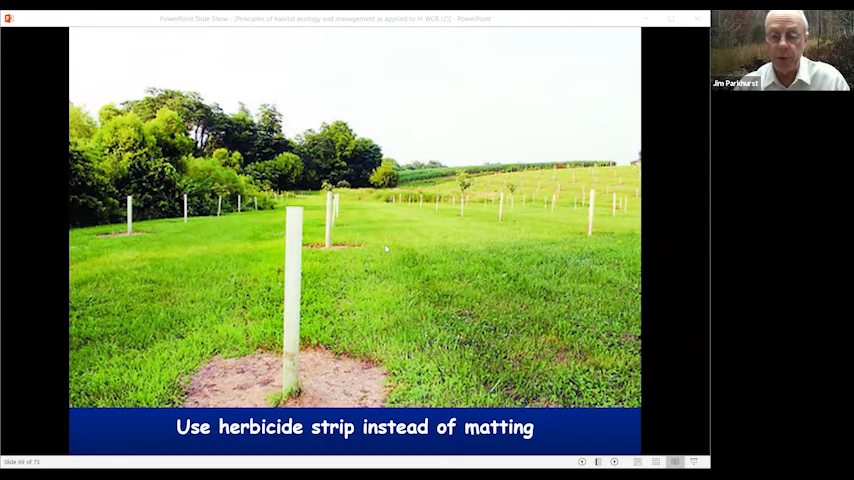 PowerPoint Slide Show - [Principles of habitat ecology and management as applied to H-WCR (2)] - PowerPoint
Jim Parkhurst
Use herbicide strip instead of matting
Slide 69 of 73